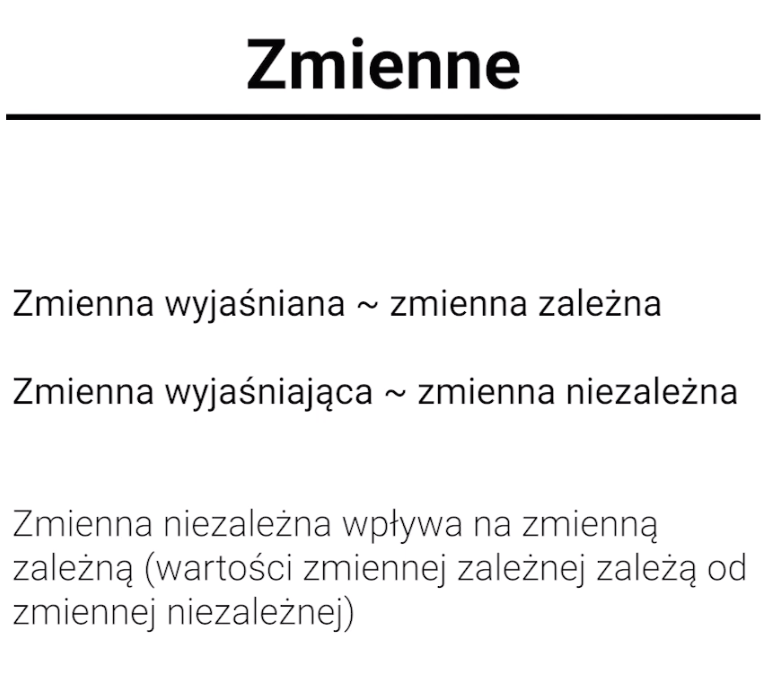 Zmienne
Zmienna wyjaśniana ~ zmienna zależna
Zmienna wyjaśniająca ~ zmienna niezależna
Zmienna niezależna wpływa na zmienną
zależną (wartości zmiennej zależnej zależą od
zmiennej niezależnej)